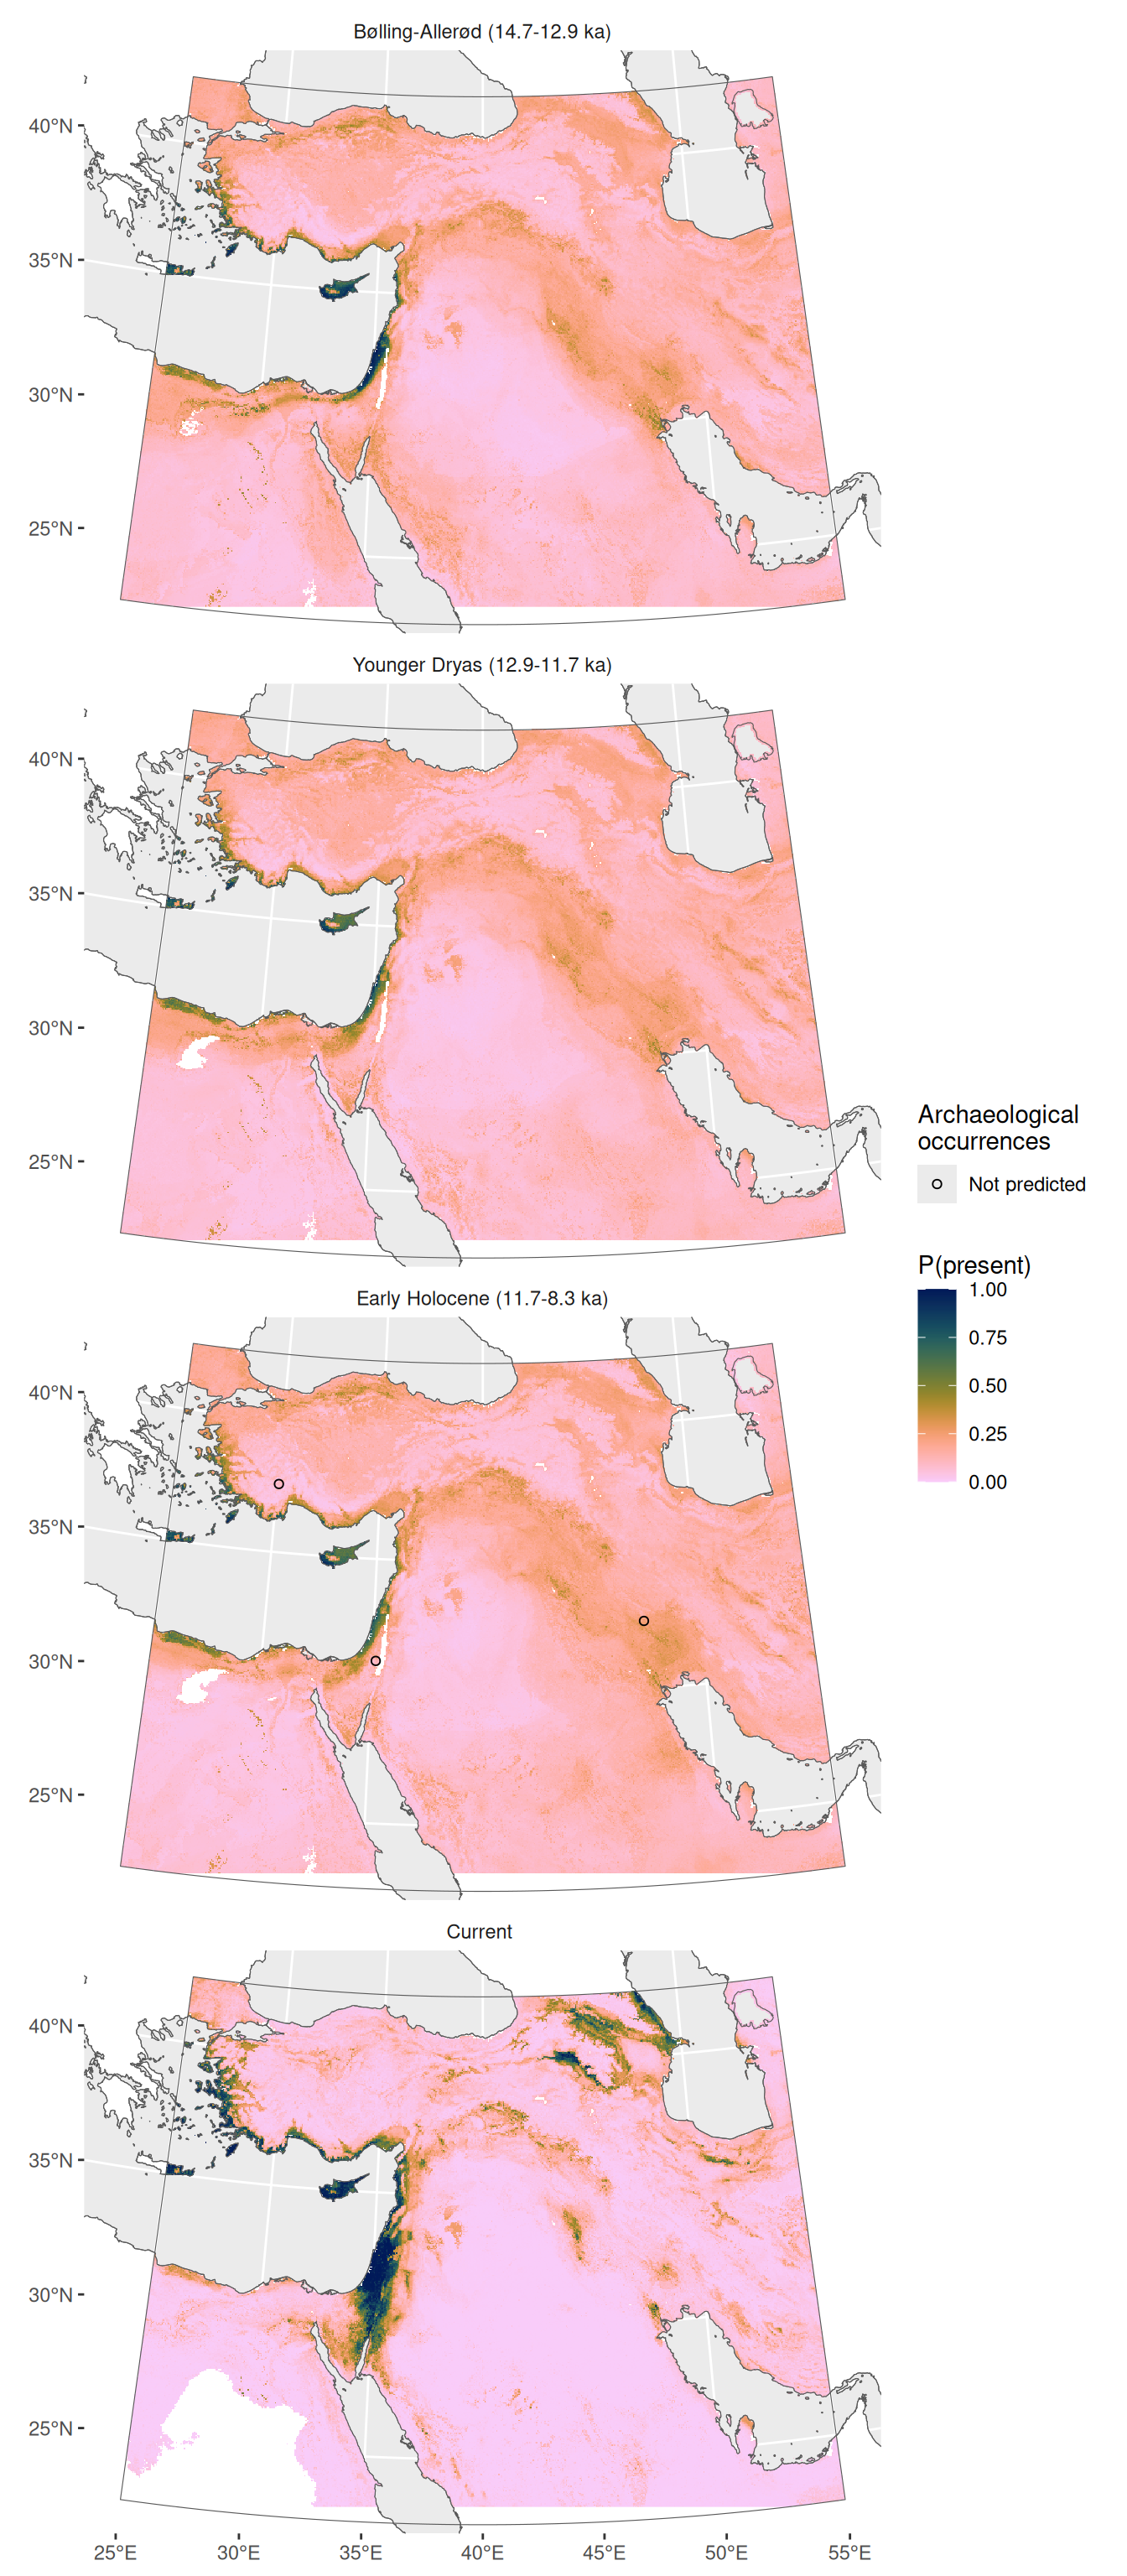 Bølling-Allerød (14.7-12.9 ka)
40°N
35°N
30°N
25°N
Younger Dryas (12.9-11.7 ka)
40°N
35°N
30°N
25°N
Archaeological
occurrences
Not predicted
P(present)
1.00
0.75
0.50
0.25
0.00
Early Holocene (11.7-8.3 ka)
40°N
35°N
30°N
25°N
Current
40°N
35°N
30°N
25°N
25°E 30°E 35°E 40°E 45°E 50°E 55°E